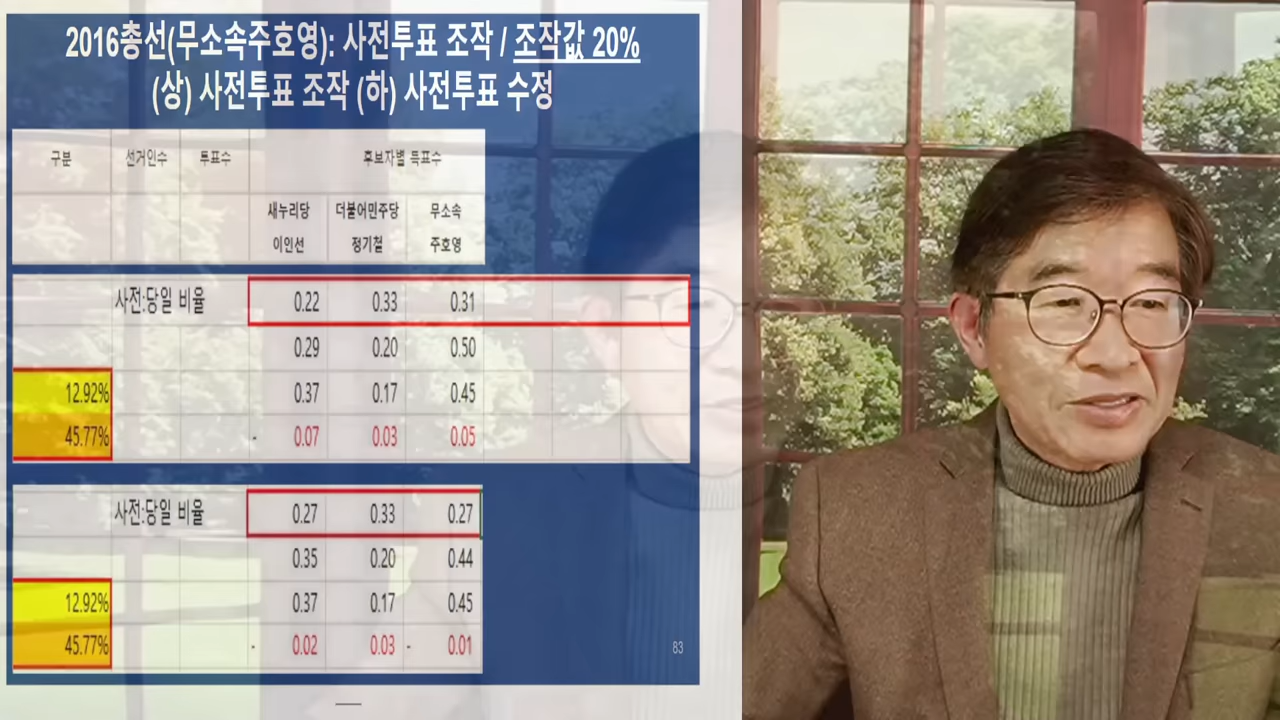 2016총선(무소속주호영): 사전투표 조작 / 조작값 20%
(상) 사전투표 조작 (하) 사전투표 수정
구분 선거인수 투표수 후보자별 득표수
새누리당 더불어민주당 무소속
이인선 정기철 주호영
사전:당일 비율 0.22 0.33 0.31
0.29 0.20 0.50
12.92% 0.37 0.17 0.45
45.77% - 0.07 0.03 0.05
사전:당일 비율 0.27 0.33 0.27
0.35 0.20 0.44
12.92% 0.37 0.17 0.45
45.77% - 0.02 0.03 - 0.01
83